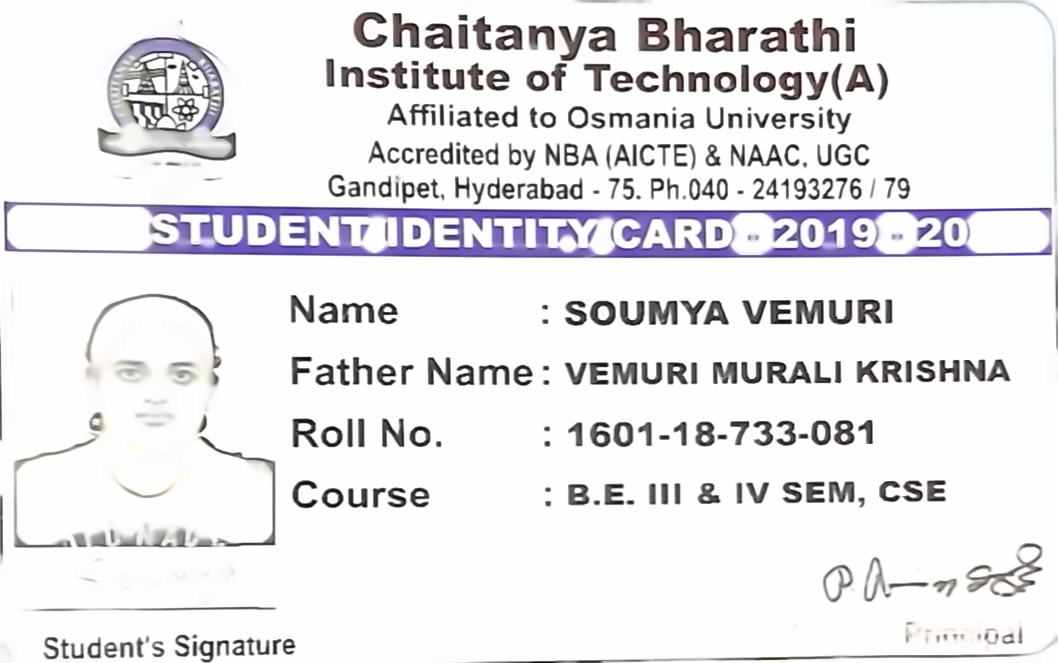 Chaitanya Bharathi
Institute of Technology(A)
Affiliated to Osmania University
Accredited by NBA (AICTE) & NAAC, UGC
Gandipet, Hyderabad - 75. Ph.040 - 24193276 / 79
STUDENT IDENTITY CARD - 2019 - 20
Name : SOUMYA VEMURI
Father Name : VEMURI MURALI KRISHNA
Roll No. : 1601-18-733-081
Course : B.E. III & IV SEM, CSE
Principal
Student's Signature